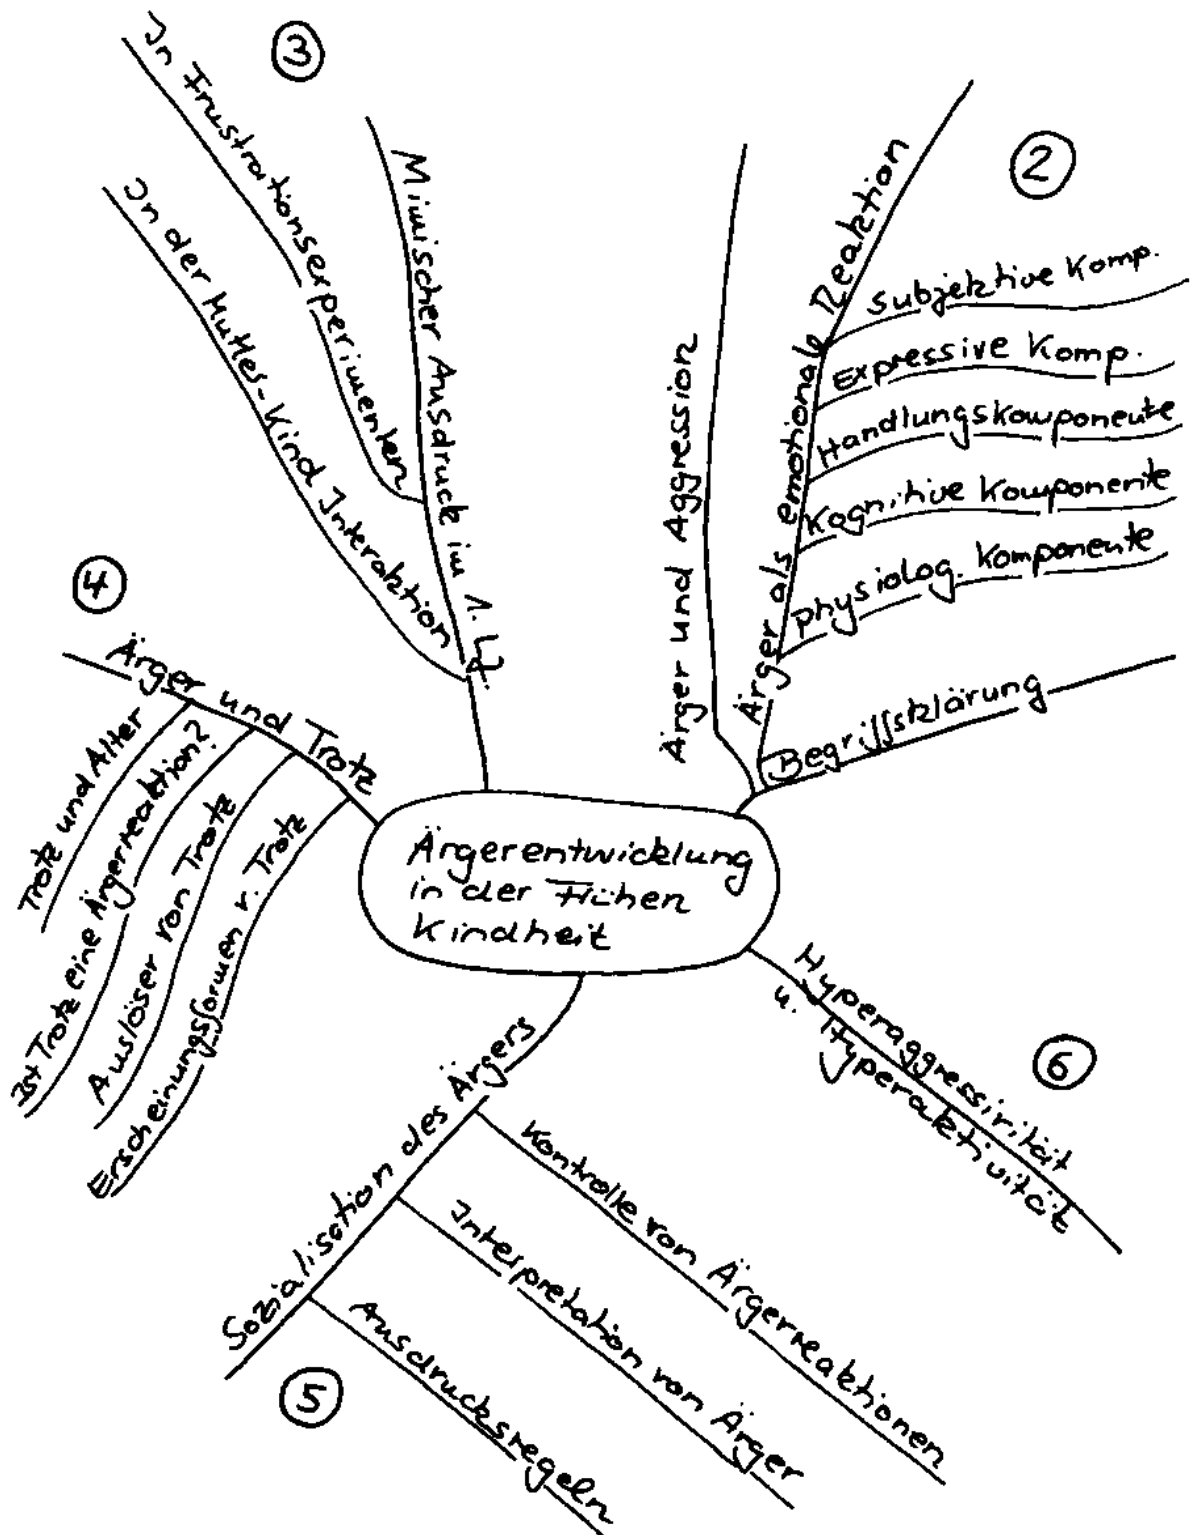 Ärgerentwicklung
in der Frühen
Kindheit
2
Ärger und Aggression
Ärger als emotionale Reaktion
Subjektive Komp.
Expressive Komp.
Handlungskomponente
Kognitive Komponente
physiolog. Komponente
Begriffsklärung
3
Mimischer Ausdruck im 1. LJ.
In Frustrationsexperimenten
In der Mutter-Kind Interaktion
4
Ärger und Trotz
Trotz und Alter
Ist Trotz eine Ärgerreaktion?
Auslöser von Trotz
Erscheinungsformen v. Trotz
5
Sozialisation des Ärgers
Kontrolle von Ärgerreaktionen
Interpretation von Ärger
Ausdrucksregeln
6
Hyperaggressivität
u. Hyperaktivität